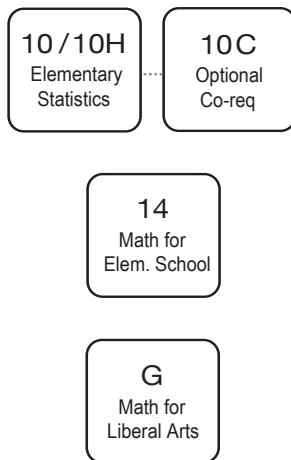 10/10H
Elementary
Statistics
10C
Optional
Co-req
14
Math for
Elem. School
G
Math for
Liberal Arts